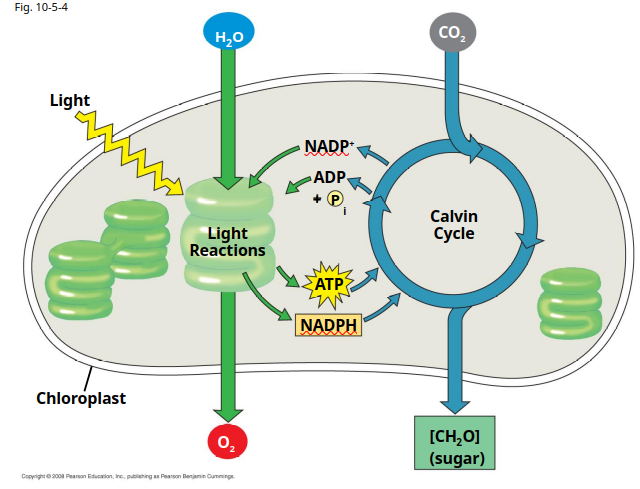 Fig. 10-5-4
H₂O
CO₂
Light
NADP⁺
ADP
+ P
i
Light
Reactions
Calvin
Cycle
ATP
NADPH
Chloroplast
O₂
[CH₂O]
(sugar)
Copyright © 2008 Pearson Education, Inc., publishing as Pearson Benjamin Cummings.